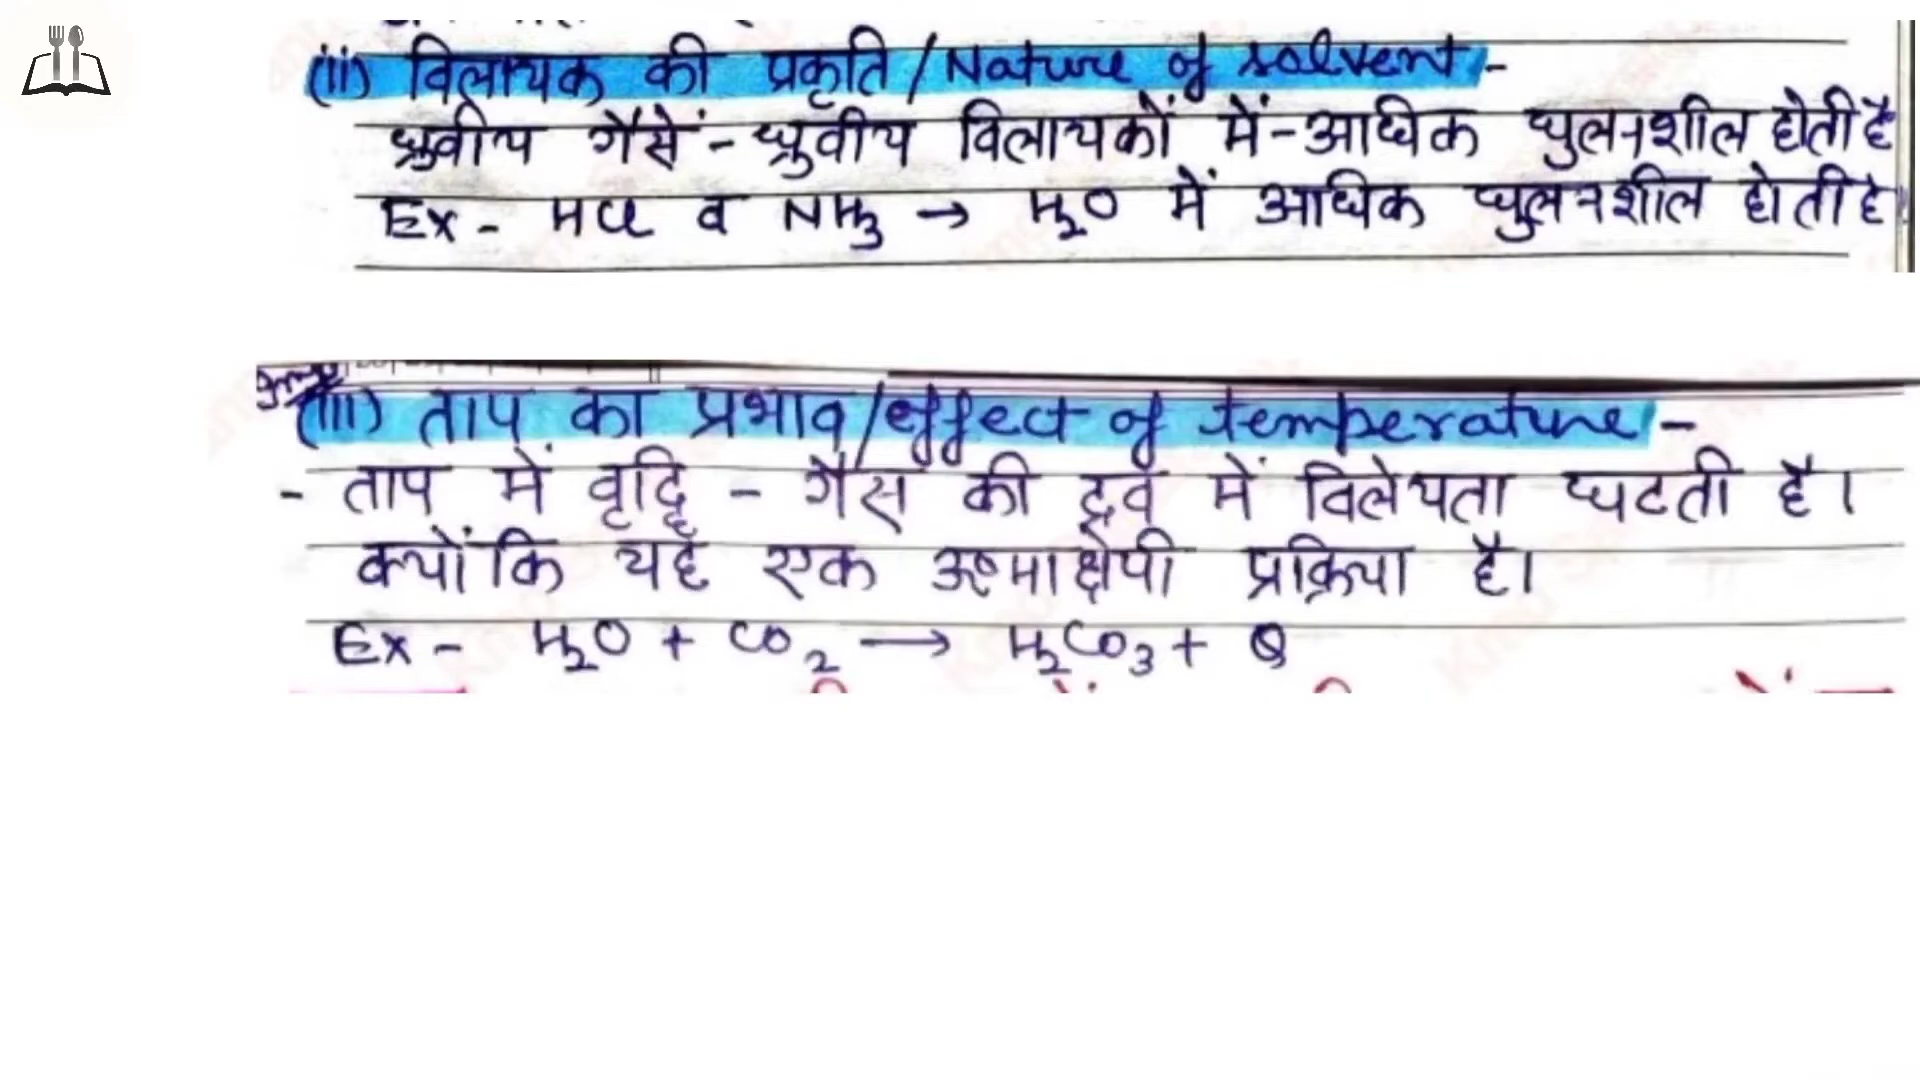 (ii) विलायक की प्रकृति / Nature of solvent -
ध्रुवीय गैसें - ध्रुवीय विलायकों में - अधिक घुलनशील होती है
Ex - HCl व NH3 → H2O में अधिक घुलनशील होती है।
(iii) ताप का प्रभाव / effect of temperature -
- ताप में वृद्धि - गैस की द्रव में विलेयता घटती है।
क्योंकि यह एक ऊष्माक्षेपी प्रक्रिया है।
Ex - H2O + CO2 → H2CO3 + Q